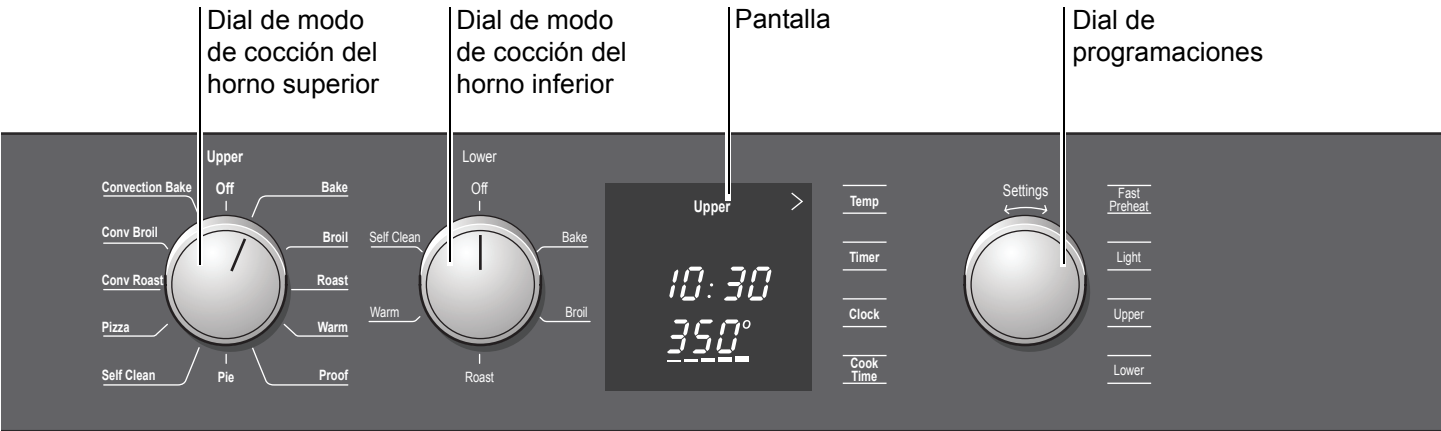 Dial de modo
de cocción del
horno superior
Dial de modo
de cocción del
horno inferior
Pantalla
Dial de
programaciones
Upper
Convection Bake
Off
Bake
Conv Broil
Broil
Conv Roast
Roast
Pizza
Warm
Self Clean
Pie
Proof
Lower
Off
Self Clean
Bake
Warm
Broil
Roast
Upper >
10:30
350°
Temp
Timer
Clock
Cook
Time
Settings
Fast
Preheat
Light
Upper
Lower